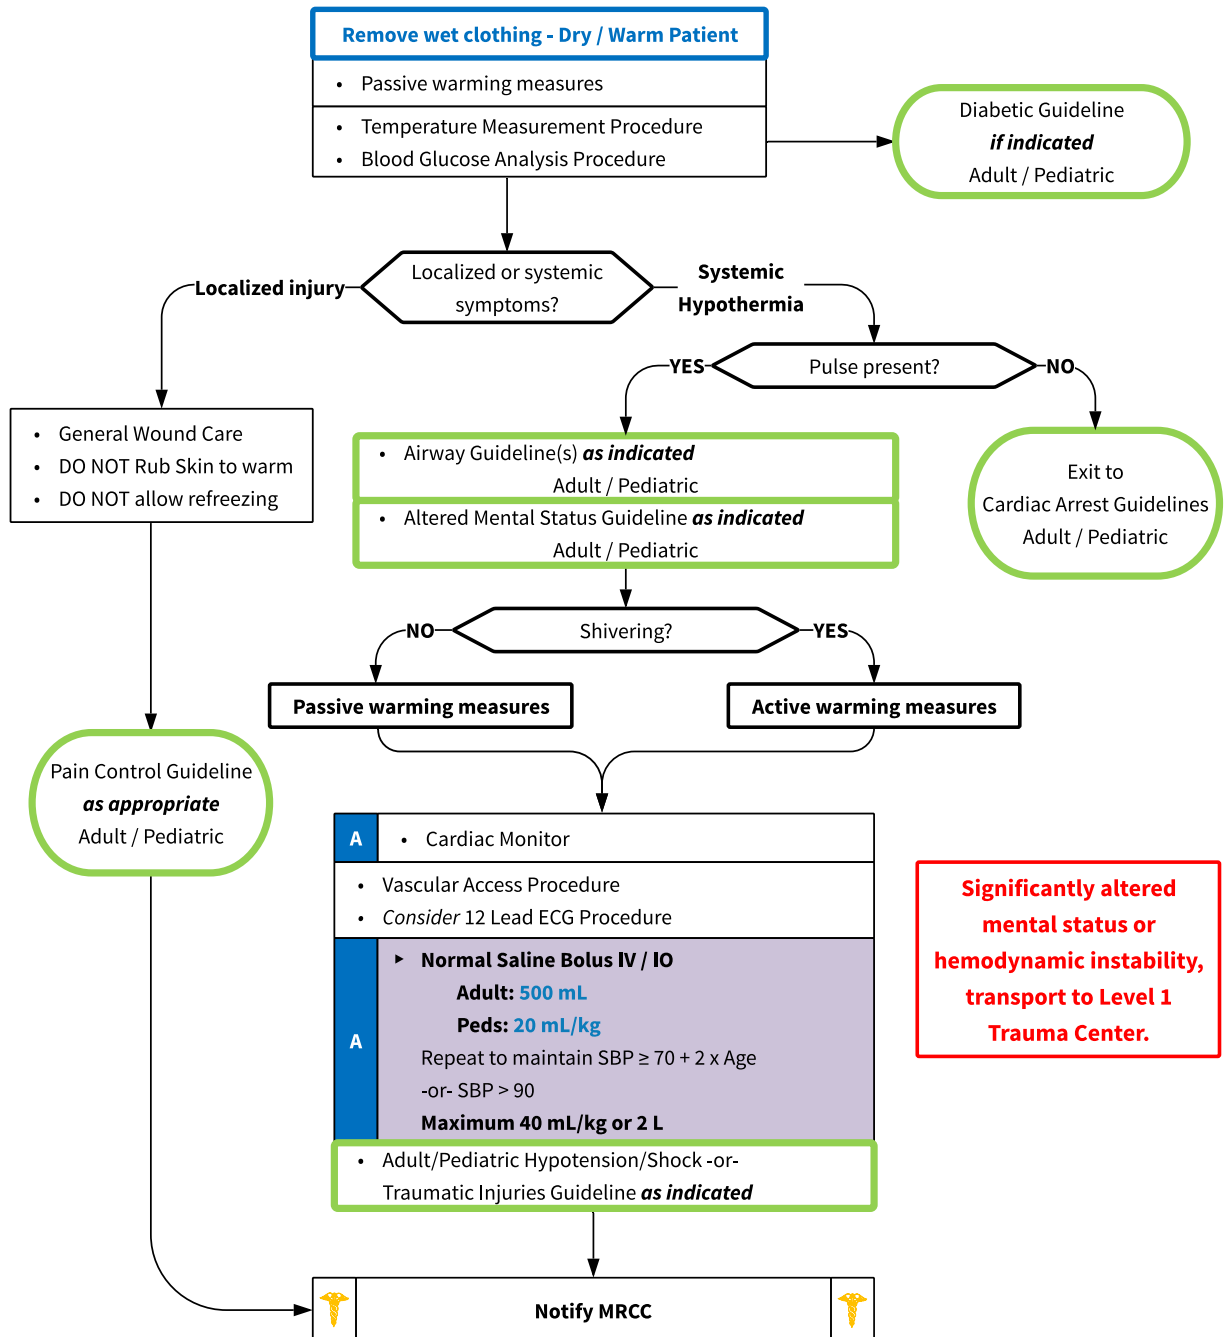 Remove wet clothing - Dry / Warm Patient
• Passive warming measures
• Temperature Measurement Procedure
• Blood Glucose Analysis Procedure
Diabetic Guideline
if indicated
Adult / Pediatric
Localized or systemic
symptoms?
Localized injury
Systemic
Hypothermia
Pulse present?
YES
NO
• General Wound Care
• DO NOT Rub Skin to warm
• DO NOT allow refreezing
• Airway Guideline(s) as indicated
Adult / Pediatric
• Altered Mental Status Guideline as indicated
Adult / Pediatric
Exit to
Cardiac Arrest Guidelines
Adult / Pediatric
Shivering?
NO
YES
Passive warming measures
Active warming measures
Pain Control Guideline
as appropriate
Adult / Pediatric
A
• Cardiac Monitor
• Vascular Access Procedure
• Consider 12 Lead ECG Procedure
A
▸ Normal Saline Bolus IV / IO
Adult: 500 mL
Peds: 20 mL/kg
Repeat to maintain SBP ≥ 70 + 2 x Age
-or- SBP > 90
Maximum 40 mL/kg or 2 L
• Adult/Pediatric Hypotension/Shock -or-
Traumatic Injuries Guideline as indicated
Significantly altered
mental status or
hemodynamic instability,
transport to Level 1
Trauma Center.
Notify MRCC